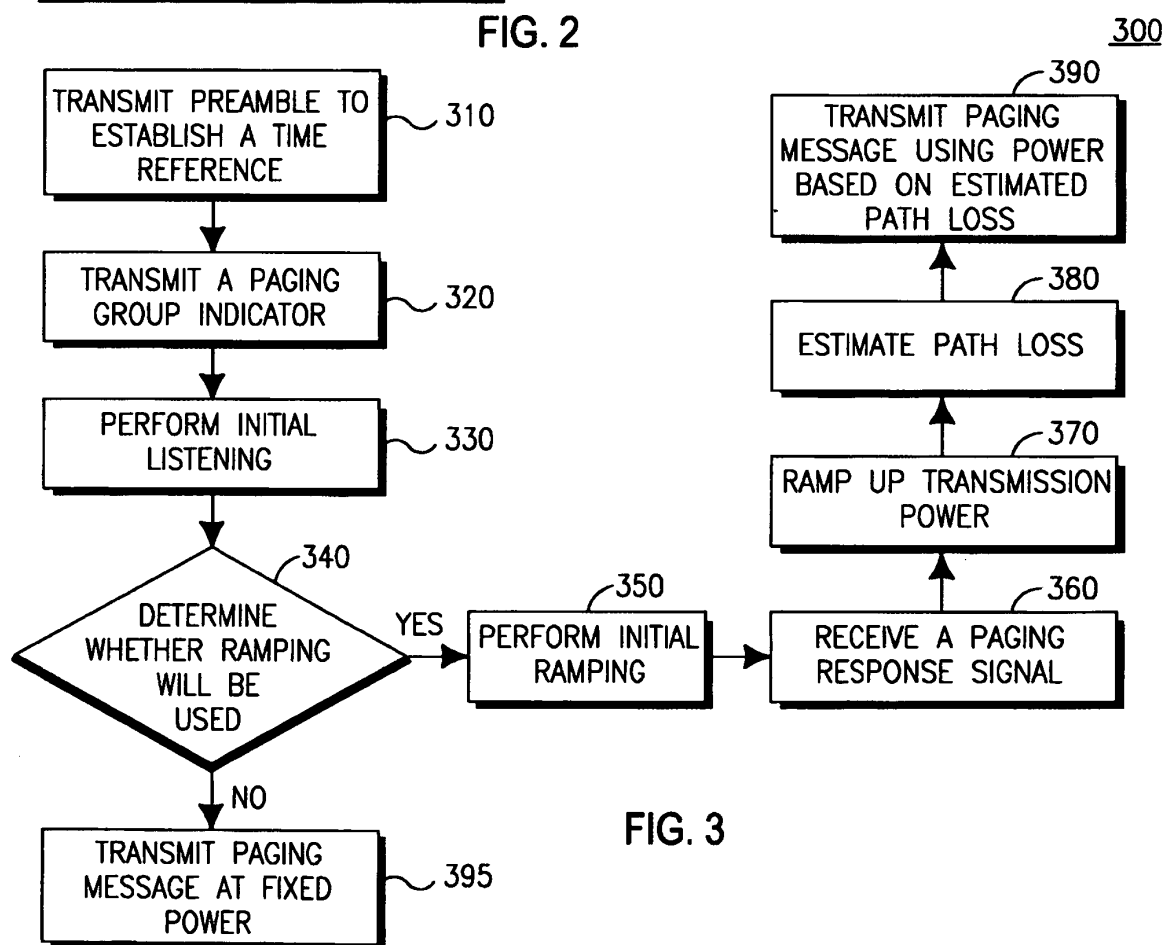 FIG. 2
300
TRANSMIT PREAMBLE TO
ESTABLISH A TIME
REFERENCE
310
TRANSMIT A PAGING
GROUP INDICATOR
320
PERFORM INITIAL
LISTENING
330
340
DETERMINE
WHETHER RAMPING
WILL BE
USED
YES
NO
350
PERFORM INITIAL
RAMPING
360
RECEIVE A PAGING
RESPONSE SIGNAL
370
RAMP UP TRANSMISSION
POWER
380
ESTIMATE PATH LOSS
390
TRANSMIT PAGING
MESSAGE USING POWER
BASED ON ESTIMATED
PATH LOSS
TRANSMIT PAGING
MESSAGE AT FIXED
POWER
395
FIG. 3